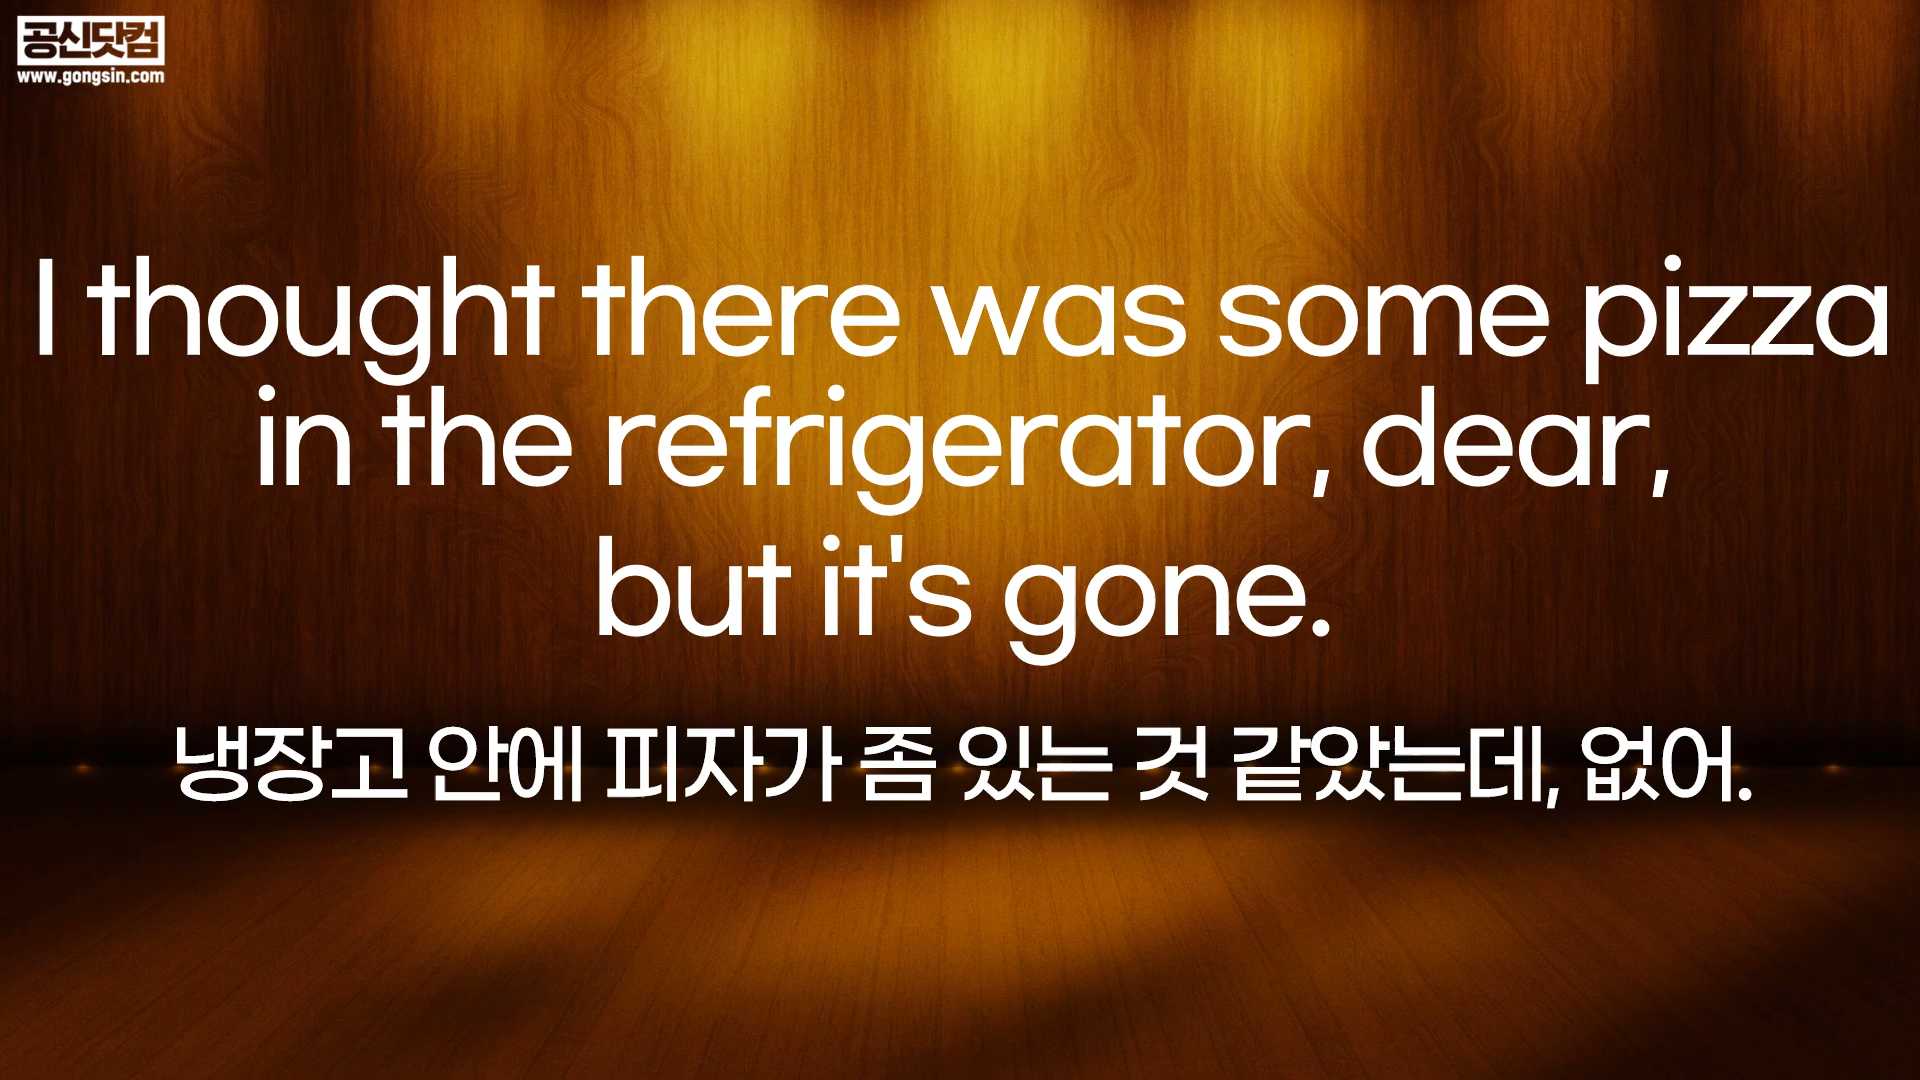 공신닷컴
www.gongsin.com
I thought there was some pizza
in the refrigerator, dear,
but it's gone.
냉장고 안에 피자가 좀 있는 것 같았는데, 없어.